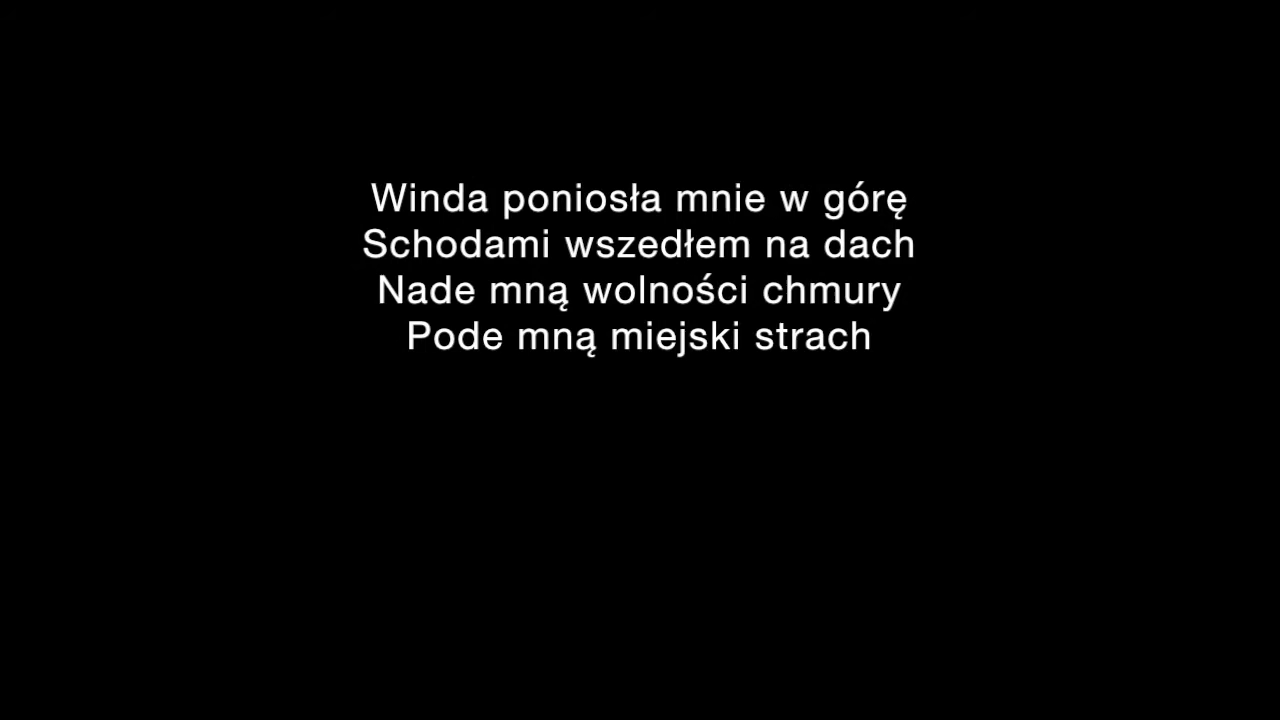 Winda poniosła mnie w górę
Schodami wszedłem na dach
Nade mną wolności chmury
Pode mną miejski strach